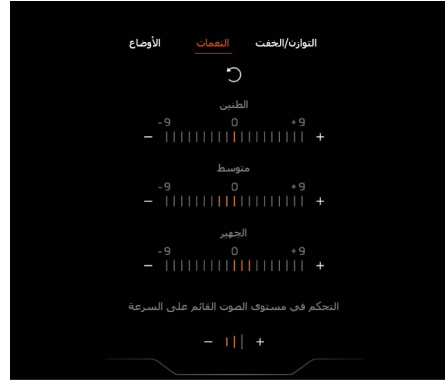 التوازن/الخفت النغمات الأوضاع
الطنين
-9 0 +9
− +
متوسط
-9 0 +9
− +
الجهير
-9 0 +9
− +
التحكم في مستوى الصوت القائم على السرعة
− +